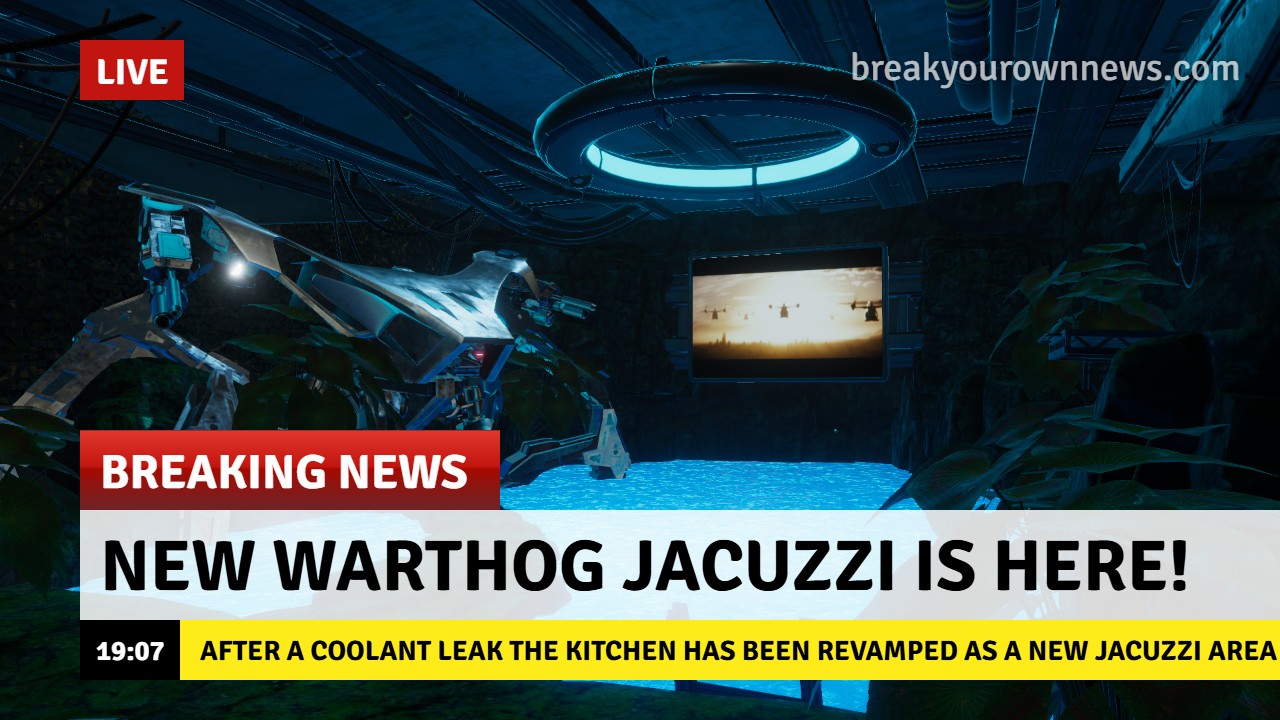 LIVE
breakyourownnews.com
BREAKING NEWS
NEW WARTHOG JACUZZI IS HERE!
19:07 AFTER A COOLANT LEAK THE KITCHEN HAS BEEN REVAMPED AS A NEW JACUZZI AREA